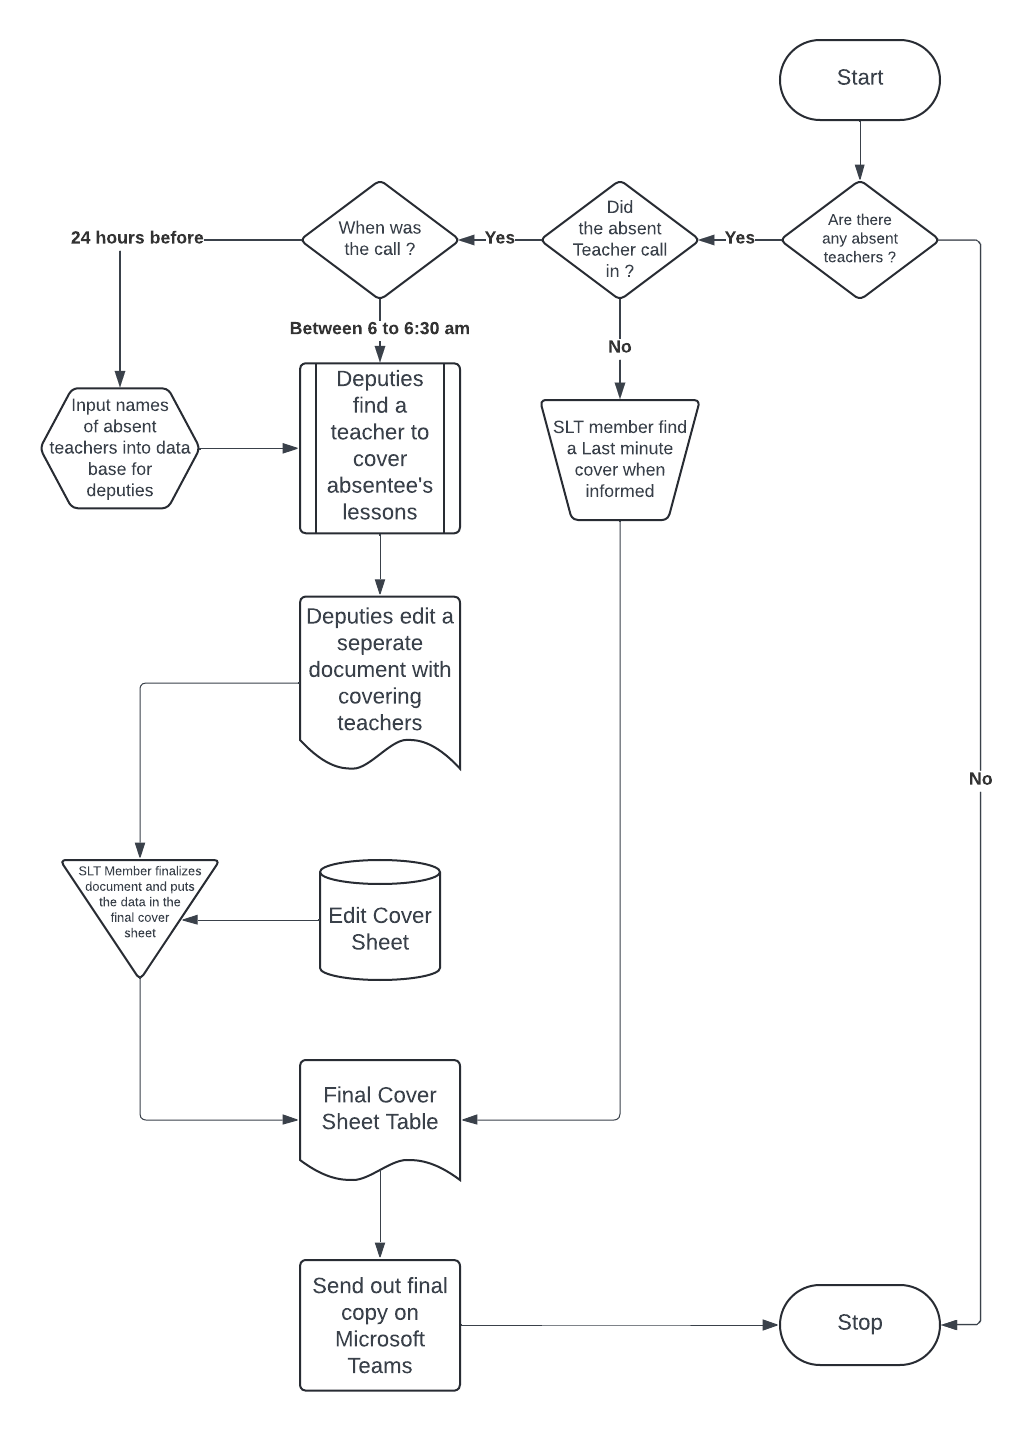 Start
Are there
any absent
teachers ?
Yes
Did
the absent
Teacher call
in ?
Yes
When was
the call ?
24 hours before
Between 6 to 6:30 am
No
Input names
of absent
teachers into data
base for
deputies
Deputies
find a
teacher to
cover
absentee's
lessons
SLT member find
a Last minute
cover when
informed
Deputies edit a
seperate
document with
covering
teachers
No
SLT Member finalizes
document and puts
the data in the
final cover
sheet
Edit Cover
Sheet
Final Cover
Sheet Table
Send out final
copy on
Microsoft
Teams
Stop